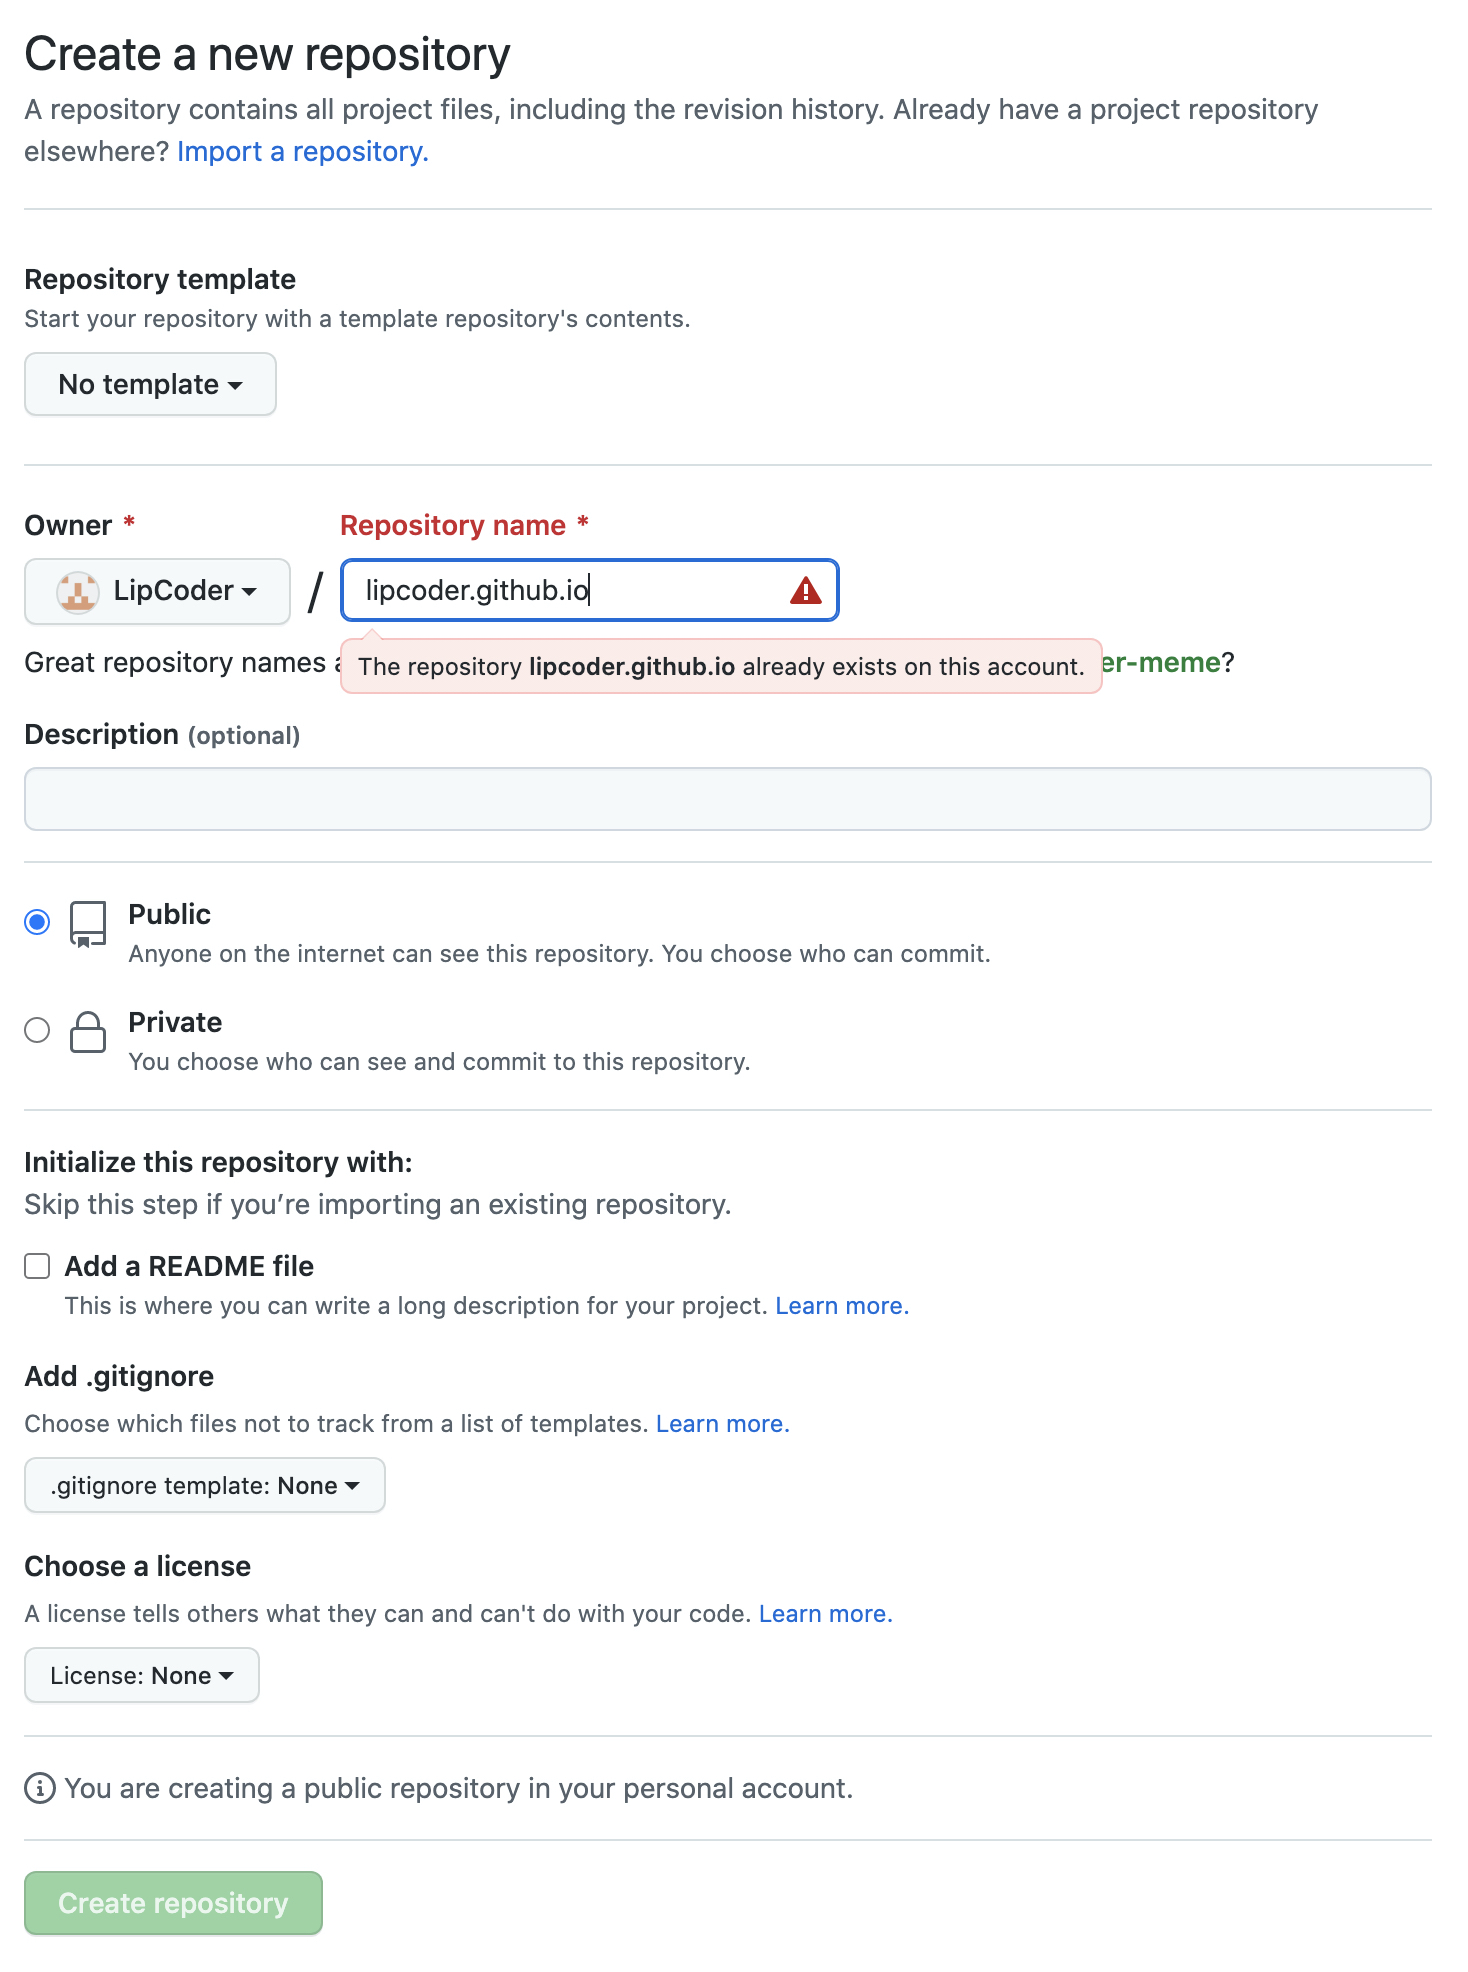 Create a new repository
A repository contains all project files, including the revision history. Already have a project repository
elsewhere? Import a repository.
Repository template
Start your repository with a template repository's contents.
No template
Owner * Repository name *
LipCoder / lipcoder.github.io
Great repository names er-meme?
The repository lipcoder.github.io already exists on this account.
Description (optional)
Public
Anyone on the internet can see this repository. You choose who can commit.
Private
You choose who can see and commit to this repository.
Initialize this repository with:
Skip this step if you’re importing an existing repository.
Add a README file
This is where you can write a long description for your project. Learn more.
Add .gitignore
Choose which files not to track from a list of templates. Learn more.
.gitignore template: None
Choose a license
A license tells others what they can and can't do with your code. Learn more.
License: None
You are creating a public repository in your personal account.
Create repository